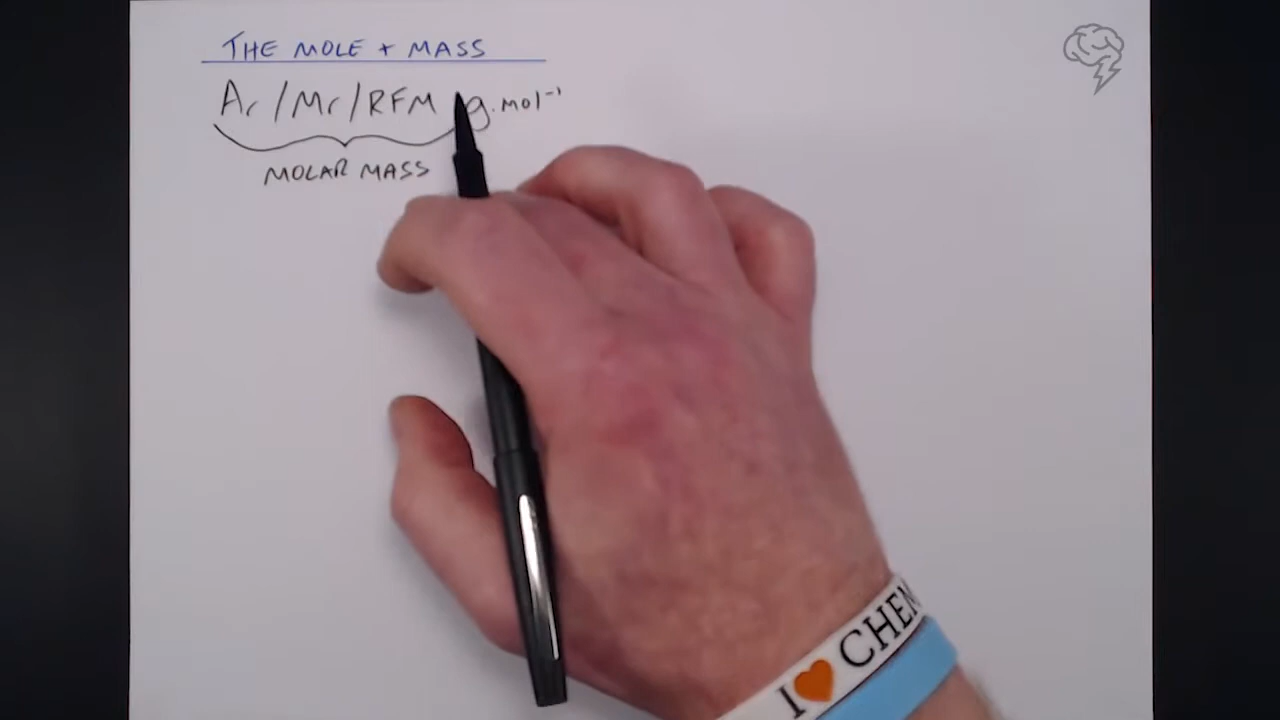 THE MOLE + MASS
Ar/Mr/RFM g.mol⁻¹
MOLAR MASS
I CHEM